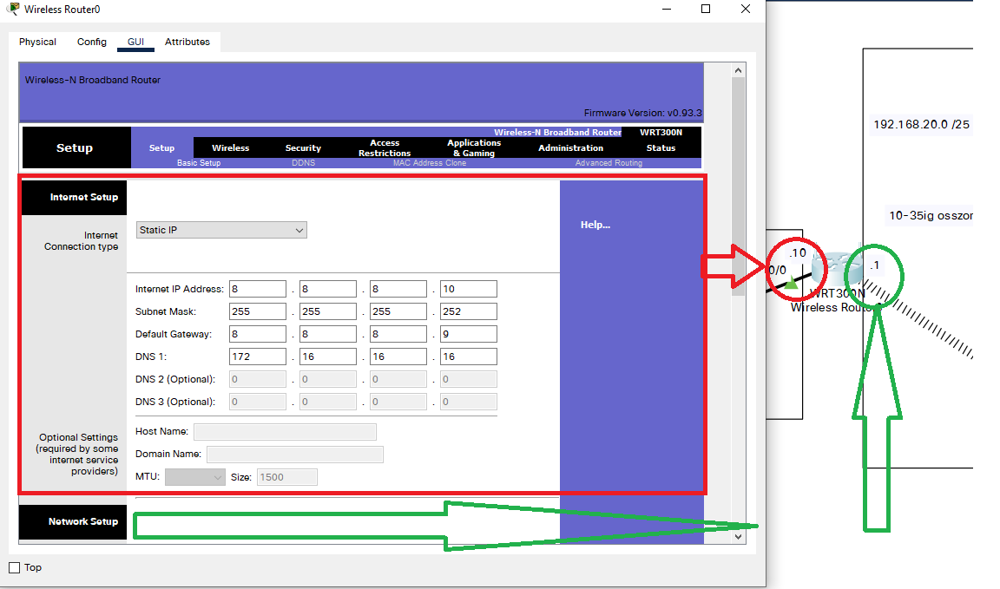 Wireless Router0
Physical Config GUI Attributes
Wireless-N Broadband Router
Firmware Version: v0.93.3
Wireless-N Broadband Router WRT300N
Setup
Setup Wireless Security Access Restrictions Applications & Gaming Administration Status
Basic Setup DDNS MAC Address Clone Advanced Routing
Internet Setup
Internet
Connection type
Static IP
Help...
Internet IP Address: 8 . 8 . 8 . 10
Subnet Mask: 255 . 255 . 255 . 252
Default Gateway: 8 . 8 . 8 . 9
DNS 1: 172 . 16 . 16 . 16
DNS 2 (Optional): 0 . 0 . 0 . 0
DNS 3 (Optional): 0 . 0 . 0 . 0
Optional Settings
(required by some
internet service
providers)
Host Name:
Domain Name:
MTU: Size: 1500
Network Setup
Top
192.168.20.0 /25
10-35ig osszor
.10
0/0
.1
WRT300N
Wireless Router0